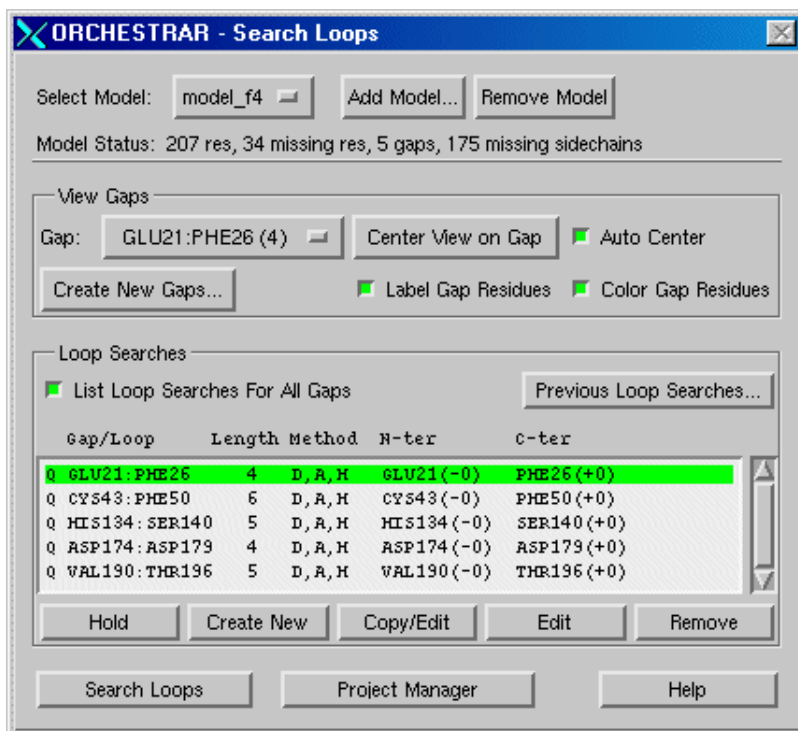 ORCHESTRAR - Search Loops
Select Model: model_f4 Add Model... Remove Model
Model Status: 207 res, 34 missing res, 5 gaps, 175 missing sidechains
View Gaps
Gap: GLU21:PHE26 (4) Center View on Gap Auto Center
Create New Gaps... Label Gap Residues Color Gap Residues
Loop Searches
List Loop Searches For All Gaps Previous Loop Searches...
Gap/Loop Length Method N-ter C-ter
Q GLU21:PHE26 4 D,A,H GLU21(-0) PHE26(+0)
Q CYS43:PHE50 6 D,A,H CYS43(-0) PHE50(+0)
Q HIS134:SER140 5 D,A,H HIS134(-0) SER140(+0)
Q ASP174:ASP179 4 D,A,H ASP174(-0) ASP179(+0)
Q VAL190:THR196 5 D,A,H VAL190(-0) THR196(+0)
Hold Create New Copy/Edit Edit Remove
Search Loops Project Manager Help